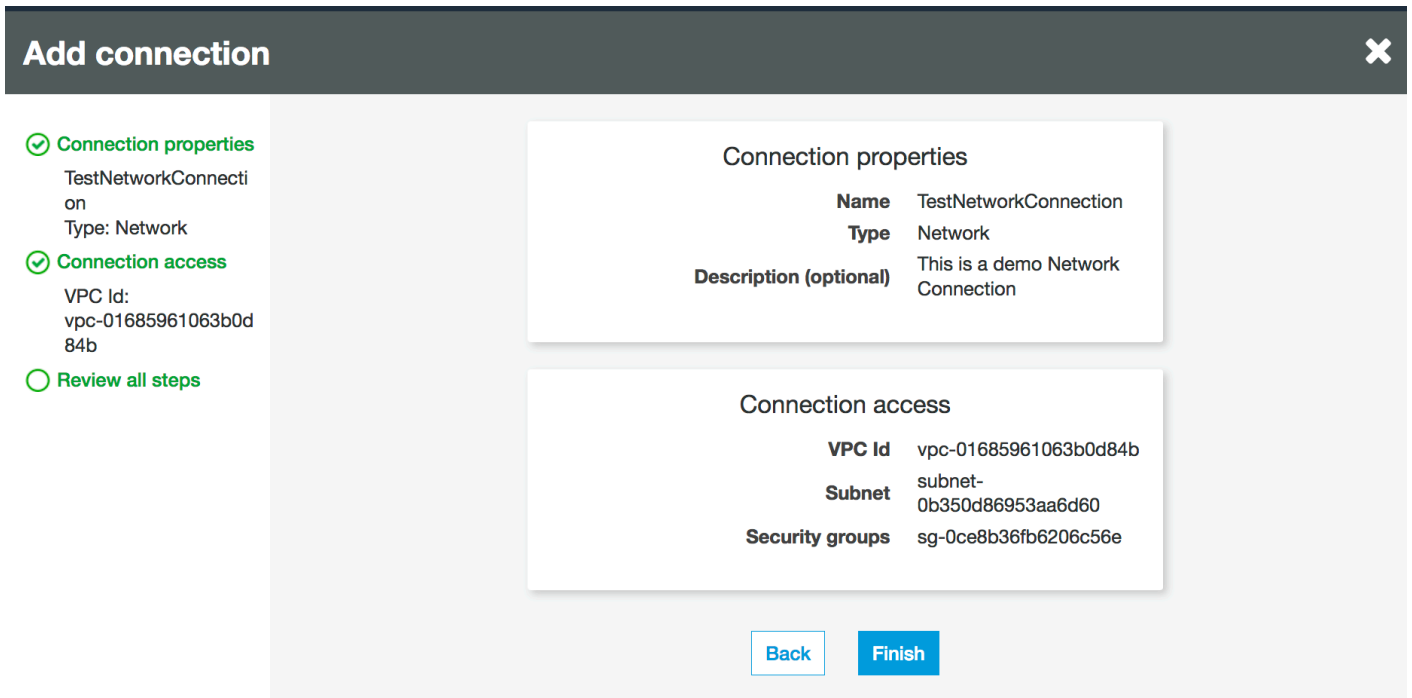 Add connection
Connection properties
TestNetworkConnecti
on
Type: Network
Connection access
VPC Id:
vpc-01685961063b0d
84b
Review all steps
Connection properties
Name TestNetworkConnection
Type Network
Description (optional) This is a demo Network
Connection
Connection access
VPC Id vpc-01685961063b0d84b
Subnet subnet-
0b350d86953aa6d60
Security groups sg-0ce8b36fb6206c56e
Back Finish